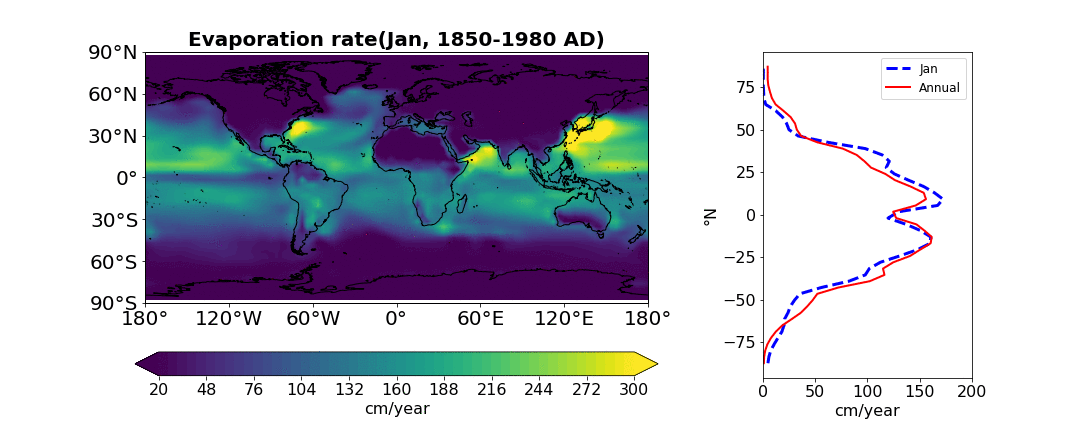 Evaporation rate(Jan, 1850-1980 AD)
90°N
60°N
30°N
0°
30°S
60°S
90°S
180° 120°W 60°W 0° 60°E 120°E 180°
20 48 76 104 132 160 188 216 244 272 300
cm/year
Jan
Annual
°N
75
50
25
0
−25
−50
−75
0 50 100 150 200
cm/year